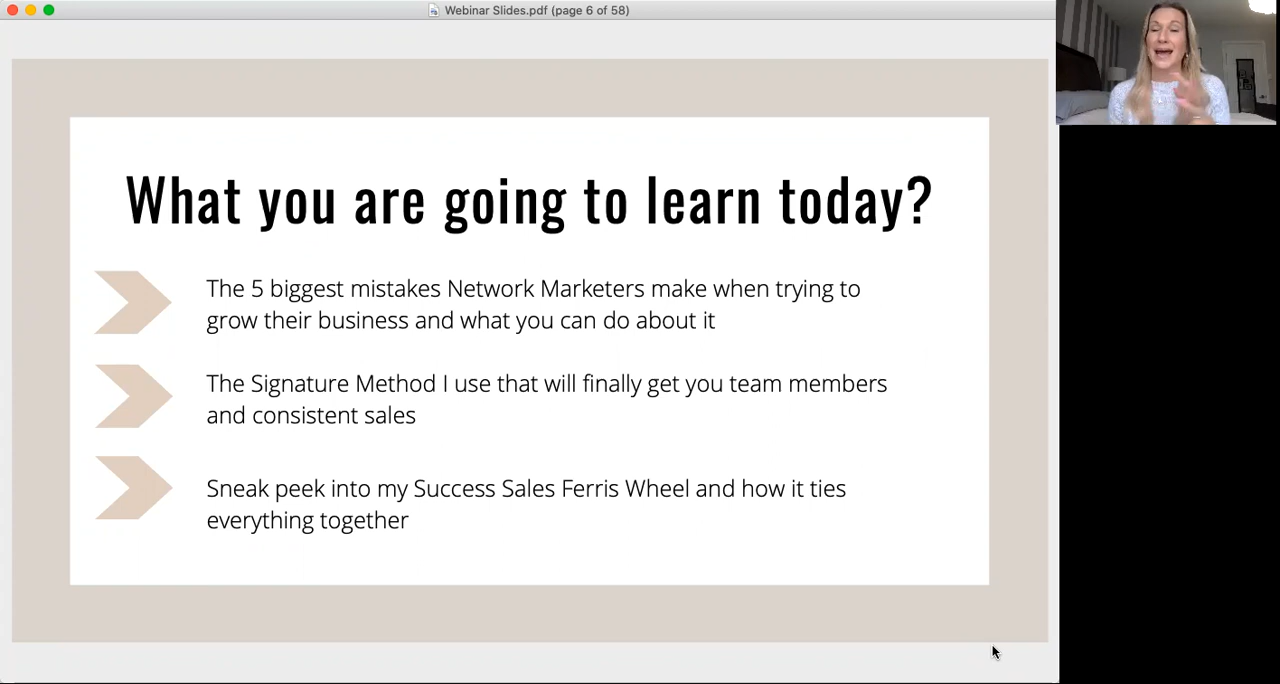 Webinar Slides.pdf (page 6 of 58)
What you are going to learn today?
The 5 biggest mistakes Network Marketers make when trying to
grow their business and what you can do about it
The Signature Method I use that will finally get you team members
and consistent sales
Sneak peek into my Success Sales Ferris Wheel and how it ties
everything together